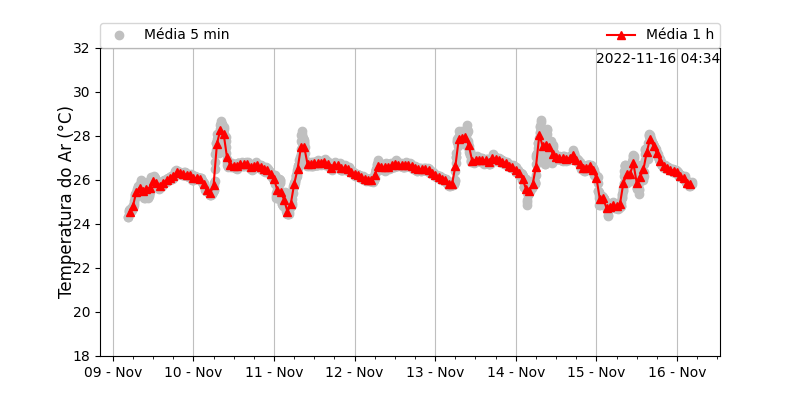 Média 5 min
Média 1 h
2022-11-16 04:34
Temperatura do Ar (°C)
32
30
28
26
24
22
20
18
09 - Nov
10 - Nov
11 - Nov
12 - Nov
13 - Nov
14 - Nov
15 - Nov
16 - Nov